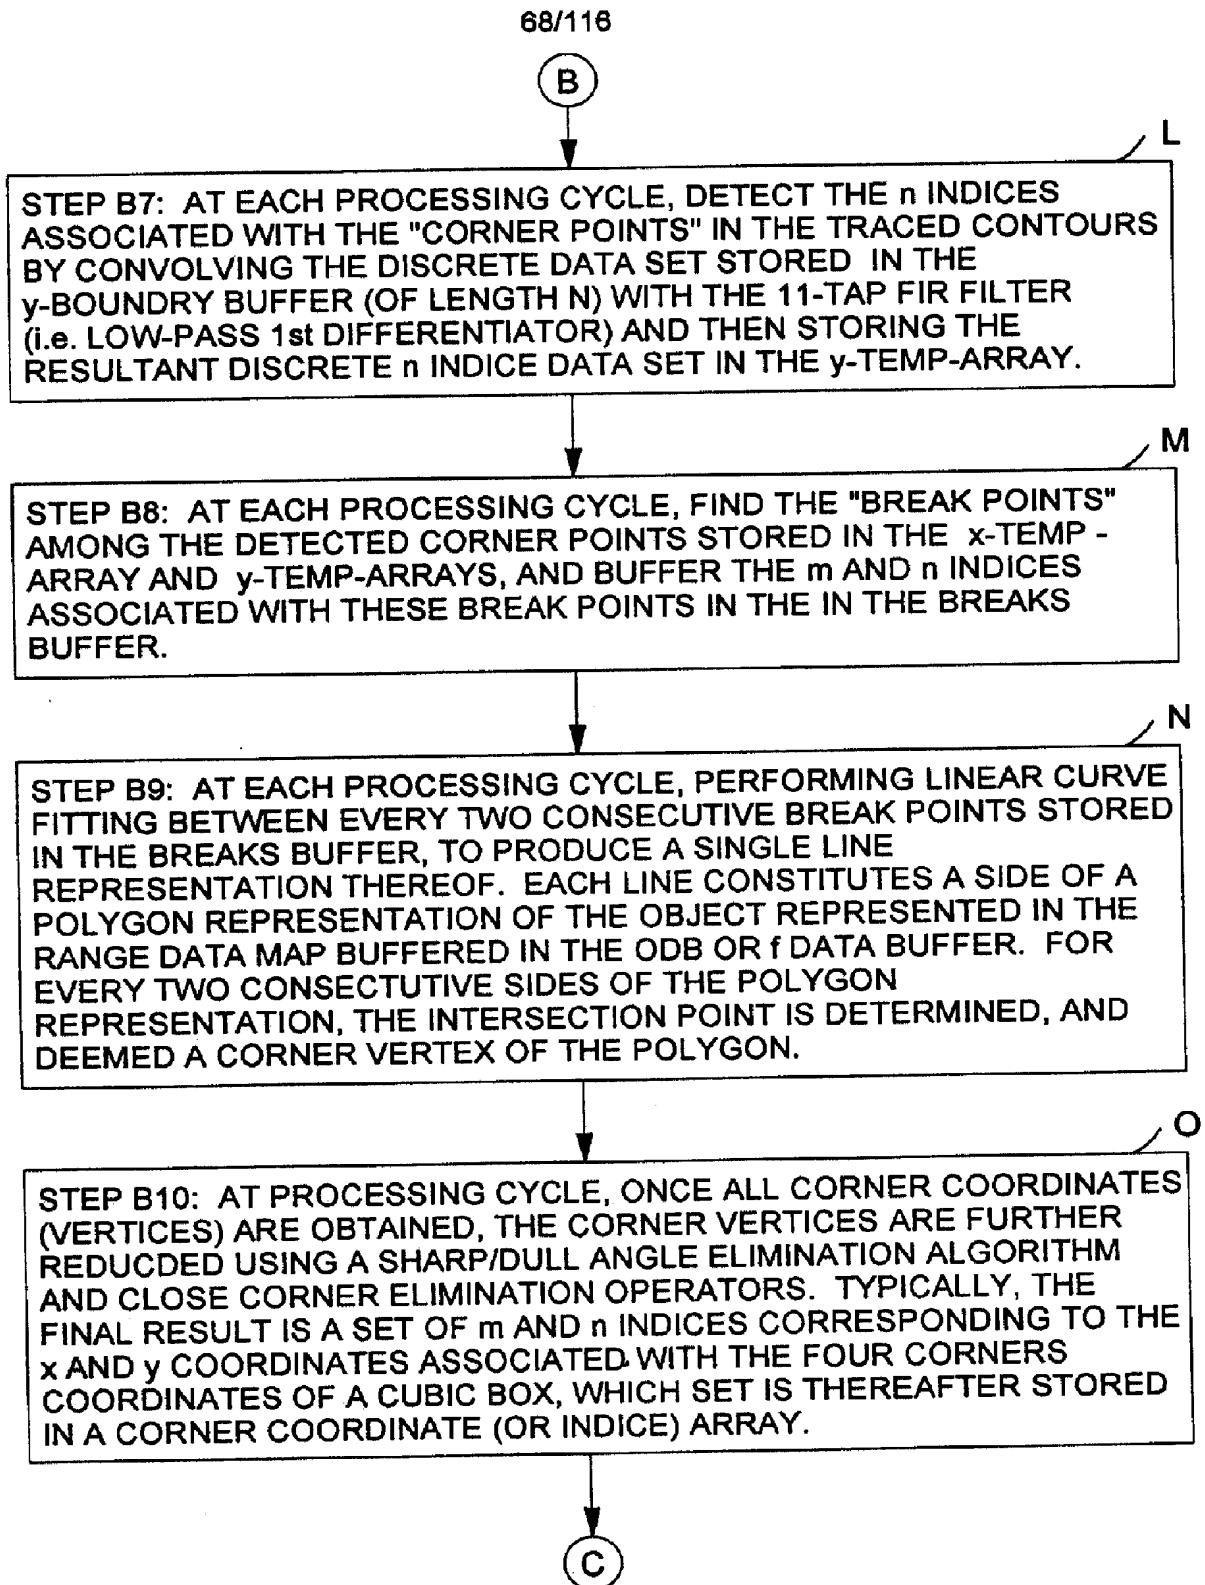 68/116
B
L
STEP B7: AT EACH PROCESSING CYCLE, DETECT THE n INDICES
ASSOCIATED WITH THE "CORNER POINTS" IN THE TRACED CONTOURS
BY CONVOLVING THE DISCRETE DATA SET STORED IN THE
y-BOUNDRY BUFFER (OF LENGTH N) WITH THE 11-TAP FIR FILTER
(i.e. LOW-PASS 1st DIFFERENTIATOR) AND THEN STORING THE
RESULTANT DISCRETE n INDICE DATA SET IN THE y-TEMP-ARRAY.
M
STEP B8: AT EACH PROCESSING CYCLE, FIND THE "BREAK POINTS"
AMONG THE DETECTED CORNER POINTS STORED IN THE x-TEMP -
ARRAY AND y-TEMP-ARRAYS, AND BUFFER THE m AND n INDICES
ASSOCIATED WITH THESE BREAK POINTS IN THE IN THE BREAKS
BUFFER.
N
STEP B9: AT EACH PROCESSING CYCLE, PERFORMING LINEAR CURVE
FITTING BETWEEN EVERY TWO CONSECUTIVE BREAK POINTS STORED
IN THE BREAKS BUFFER, TO PRODUCE A SINGLE LINE
REPRESENTATION THEREOF. EACH LINE CONSTITUTES A SIDE OF A
POLYGON REPRESENTATION OF THE OBJECT REPRESENTED IN THE
RANGE DATA MAP BUFFERED IN THE ODB OR f DATA BUFFER. FOR
EVERY TWO CONSECTUTIVE SIDES OF THE POLYGON
REPRESENTATION, THE INTERSECTION POINT IS DETERMINED, AND
DEEMED A CORNER VERTEX OF THE POLYGON.
O
STEP B10: AT PROCESSING CYCLE, ONCE ALL CORNER COORDINATES
(VERTICES) ARE OBTAINED, THE CORNER VERTICES ARE FURTHER
REDUCDED USING A SHARP/DULL ANGLE ELIMINATION ALGORITHM
AND CLOSE CORNER ELIMINATION OPERATORS. TYPICALLY, THE
FINAL RESULT IS A SET OF m AND n INDICES CORRESPONDING TO THE
x AND y COORDINATES ASSOCIATED WITH THE FOUR CORNERS
COORDINATES OF A CUBIC BOX, WHICH SET IS THEREAFTER STORED
IN A CORNER COORDINATE (OR INDICE) ARRAY.
C